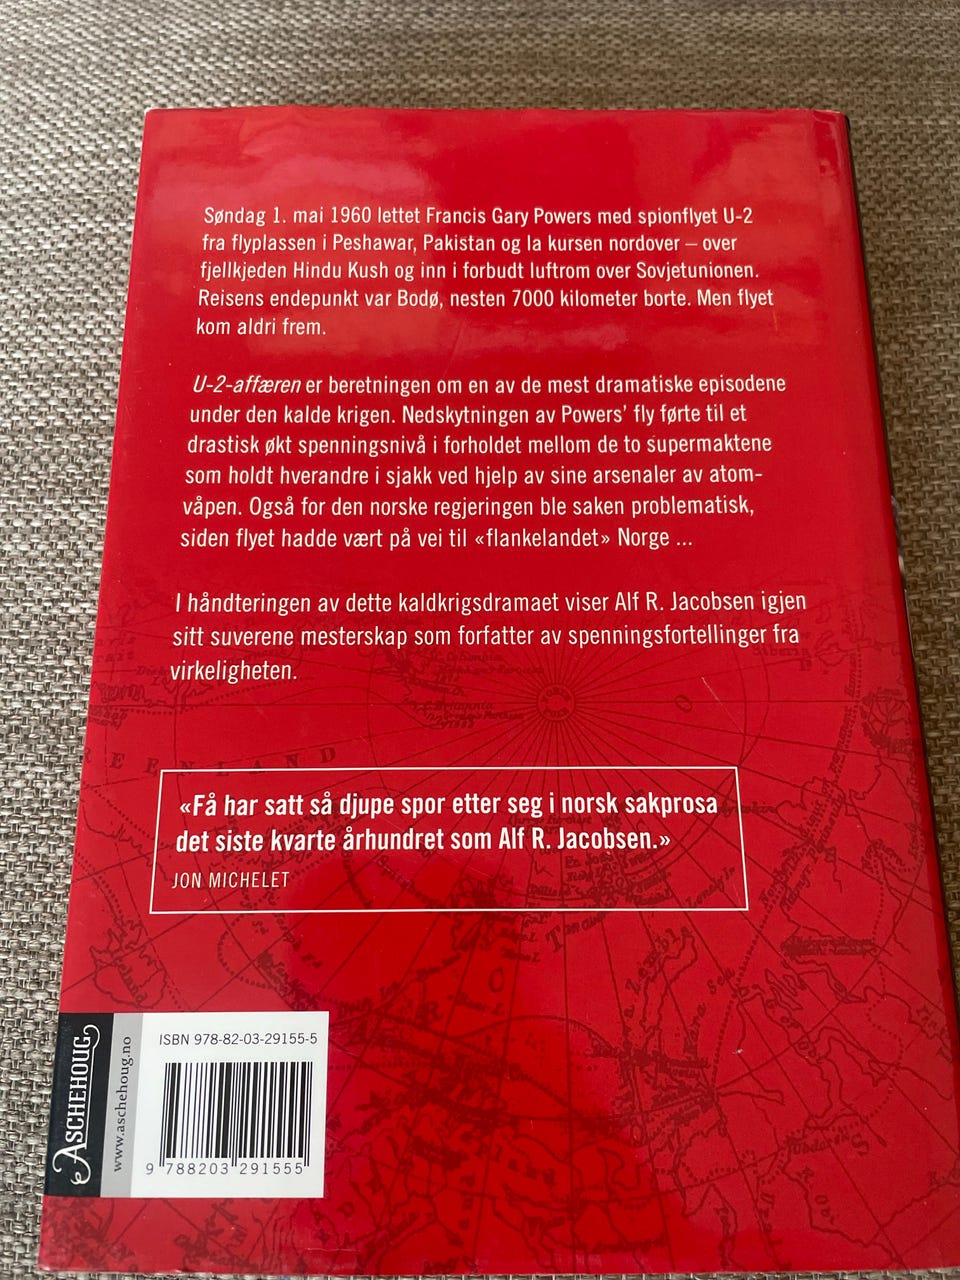 Søndag 1. mai 1960 lettet Francis Gary Powers med spionflyet U-2
fra flyplassen i Peshawar, Pakistan og la kursen nordover – over
fjellkjeden Hindu Kush og inn i forbudt luftrom over Sovjetunionen.
Reisens endepunkt var Bodø, nesten 7000 kilometer borte. Men flyet
kom aldri frem.
U-2-affæren er beretningen om en av de mest dramatiske episodene
under den kalde krigen. Nedskytningen av Powers' fly førte til et
drastisk økt spenningsnivå i forholdet mellom de to supermaktene
som holdt hverandre i sjakk ved hjelp av sine arsenaler av atom-
våpen. Også for den norske regjeringen ble saken problematisk,
siden flyet hadde vært på vei til «flankelandet» Norge ...
I håndteringen av dette kaldkrigsdramaet viser Alf R. Jacobsen igjen
sitt suverene mesterskap som forfatter av spenningsfortellinger fra
virkeligheten.
«Få har satt så djupe spor etter seg i norsk sakprosa
det siste kvarte århundret som Alf R. Jacobsen.»
JON MICHELET
ASCHEHOUG
www.aschehoug.no
ISBN 978-82-03-29155-5
9 788203 291555